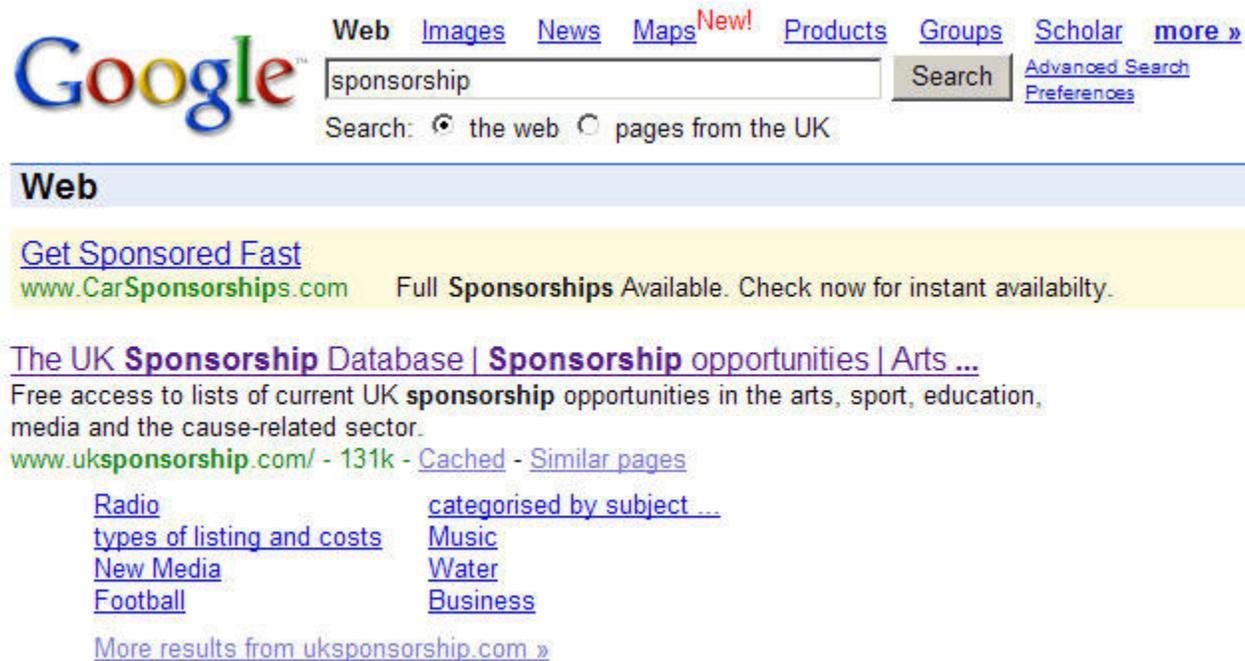 Google™
Web Images News Maps New! Products Groups Scholar more »
sponsorship Search Advanced Search
Preferences
Search: the web pages from the UK
Web
Get Sponsored Fast
www.CarSponsorships.com Full Sponsorships Available. Check now for instant availabilty.
The UK Sponsorship Database | Sponsorship opportunities | Arts ...
Free access to lists of current UK sponsorship opportunities in the arts, sport, education,
media and the cause-related sector.
www.uksponsorship.com/ - 131k - Cached - Similar pages
Radio categorised by subject ...
types of listing and costs Music
New Media Water
Football Business
More results from uksponsorship.com »